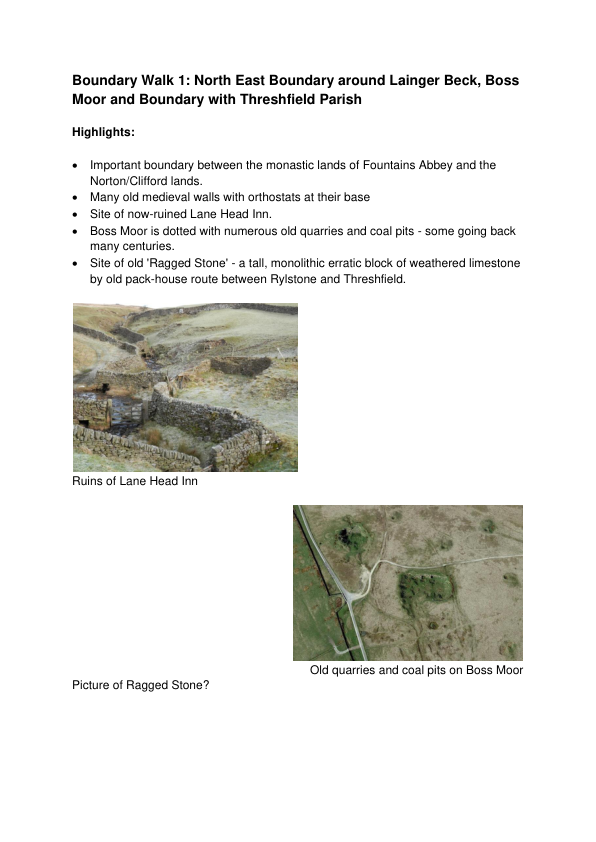 Boundary Walk 1: North East Boundary around Lainger Beck, Boss
Moor and Boundary with Threshfield Parish
Highlights:
• Important boundary between the monastic lands of Fountains Abbey and the
Norton/Clifford lands.
• Many old medieval walls with orthostats at their base
• Site of now-ruined Lane Head Inn.
• Boss Moor is dotted with numerous old quarries and coal pits - some going back
many centuries.
• Site of old 'Ragged Stone' - a tall, monolithic erratic block of weathered limestone
by old pack-house route between Rylstone and Threshfield.
Ruins of Lane Head Inn
Old quarries and coal pits on Boss Moor
Picture of Ragged Stone?